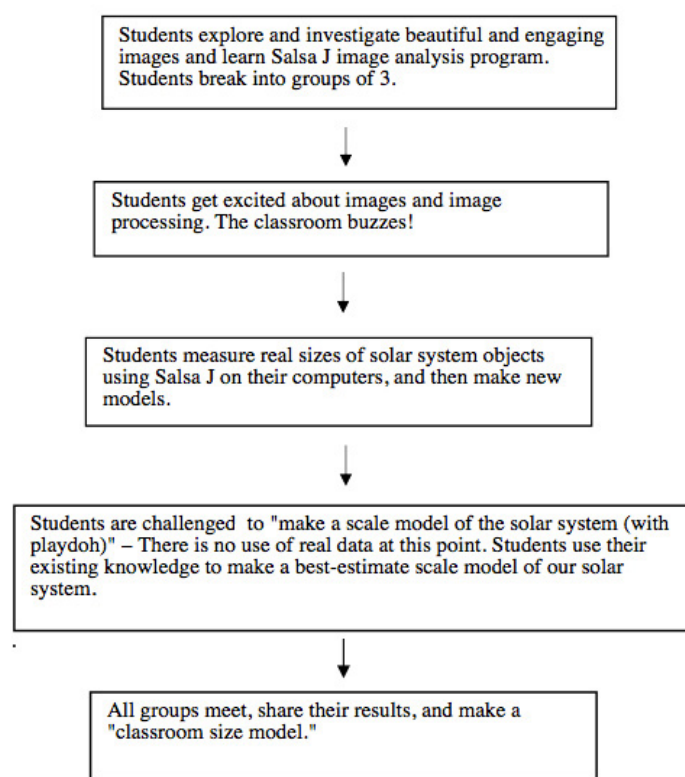 Students explore and investigate beautiful and engaging
images and learn Salsa J image analysis program.
Students break into groups of 3.
Students get excited about images and image
processing. The classroom buzzes!
Students measure real sizes of solar system objects
using Salsa J on their computers, and then make new
models.
Students are challenged  to "make a scale model of the solar system (with
playdoh)" – There is no use of real data at this point. Students use their
existing knowledge to make a best-estimate scale model of our solar
system.
.
All groups meet, share their results, and make a
"classroom size model."